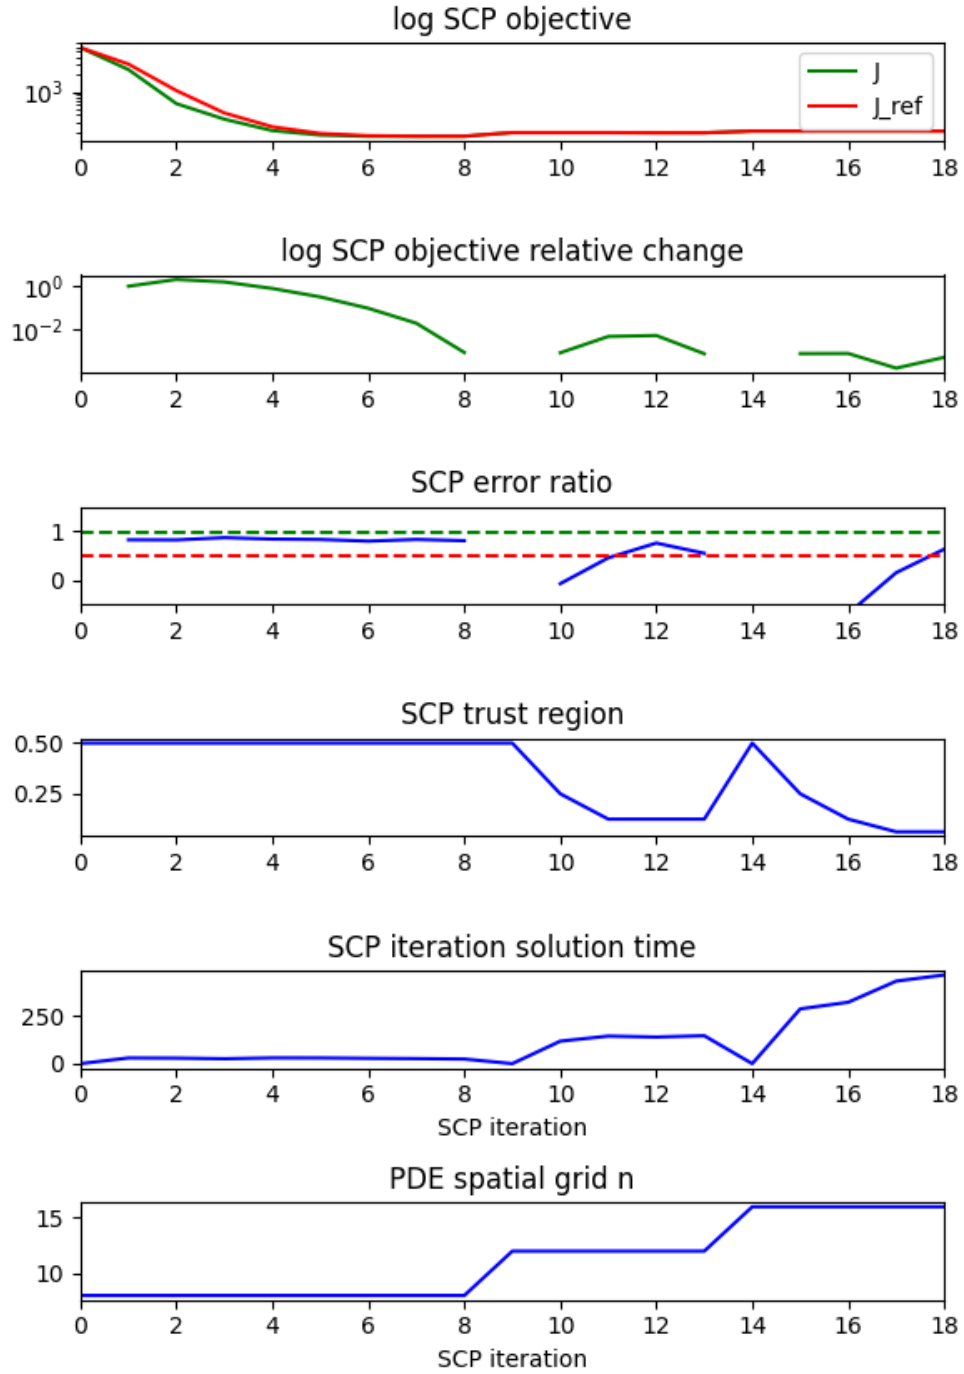 log SCP objective
10³
J
J_ref
0 2 4 6 8 10 12 14 16 18
log SCP objective relative change
10⁰
10⁻²
0 2 4 6 8 10 12 14 16 18
SCP error ratio
1
0
0 2 4 6 8 10 12 14 16 18
SCP trust region
0.50
0.25
0 2 4 6 8 10 12 14 16 18
SCP iteration solution time
250
0
0 2 4 6 8 10 12 14 16 18
SCP iteration
PDE spatial grid n
15
10
0 2 4 6 8 10 12 14 16 18
SCP iteration